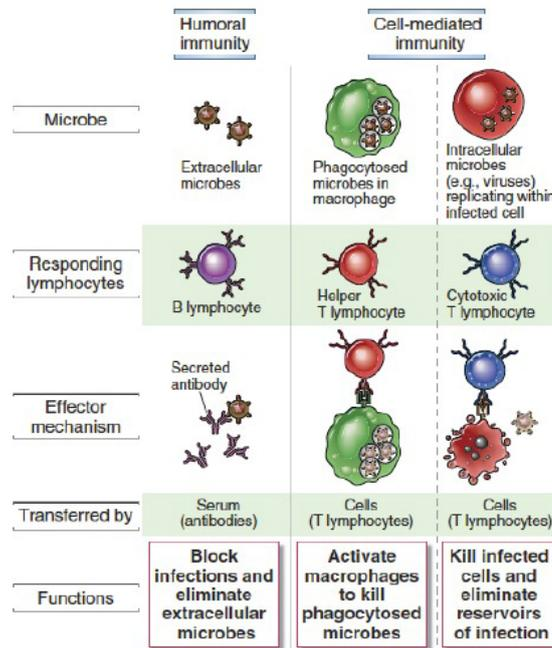 Humoral
immunity
Cell-mediated
immunity
Microbe
Extracellular
microbes
Phagocytosed
microbes in
macrophage
Intracellular
microbes
(e.g., viruses)
replicating within
infected cell
Responding
lymphocytes
B lymphocyte
Helper
T lymphocyte
Cytotoxic
T lymphocyte
Effector
mechanism
Secreted
antibody
Transferred by
Serum
(antibodies)
Cells
(T lymphocytes)
Cells
(T lymphocytes)
Functions
Block
infections and
eliminate
extracellular
microbes
Activate
macrophages
to kill
phagocytosed
microbes
Kill infected
cells and
eliminate
reservoirs
of infection